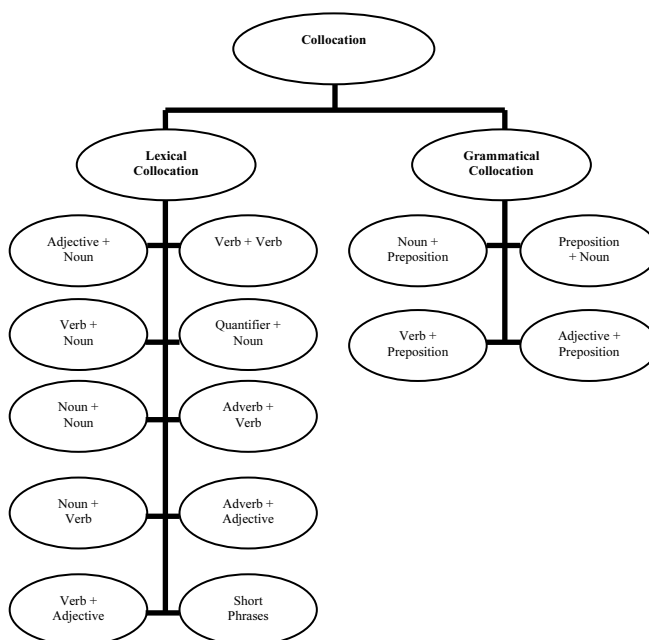 Collocation
Lexical
Collocation
Grammatical
Collocation
Adjective +
Noun
Verb + Verb
Noun +
Preposition
Preposition
+ Noun
Verb +
Noun
Quantifier +
Noun
Verb +
Preposition
Adjective +
Preposition
Noun +
Noun
Adverb +
Verb
Noun +
Verb
Adverb +
Adjective
Verb +
Adjective
Short
Phrases